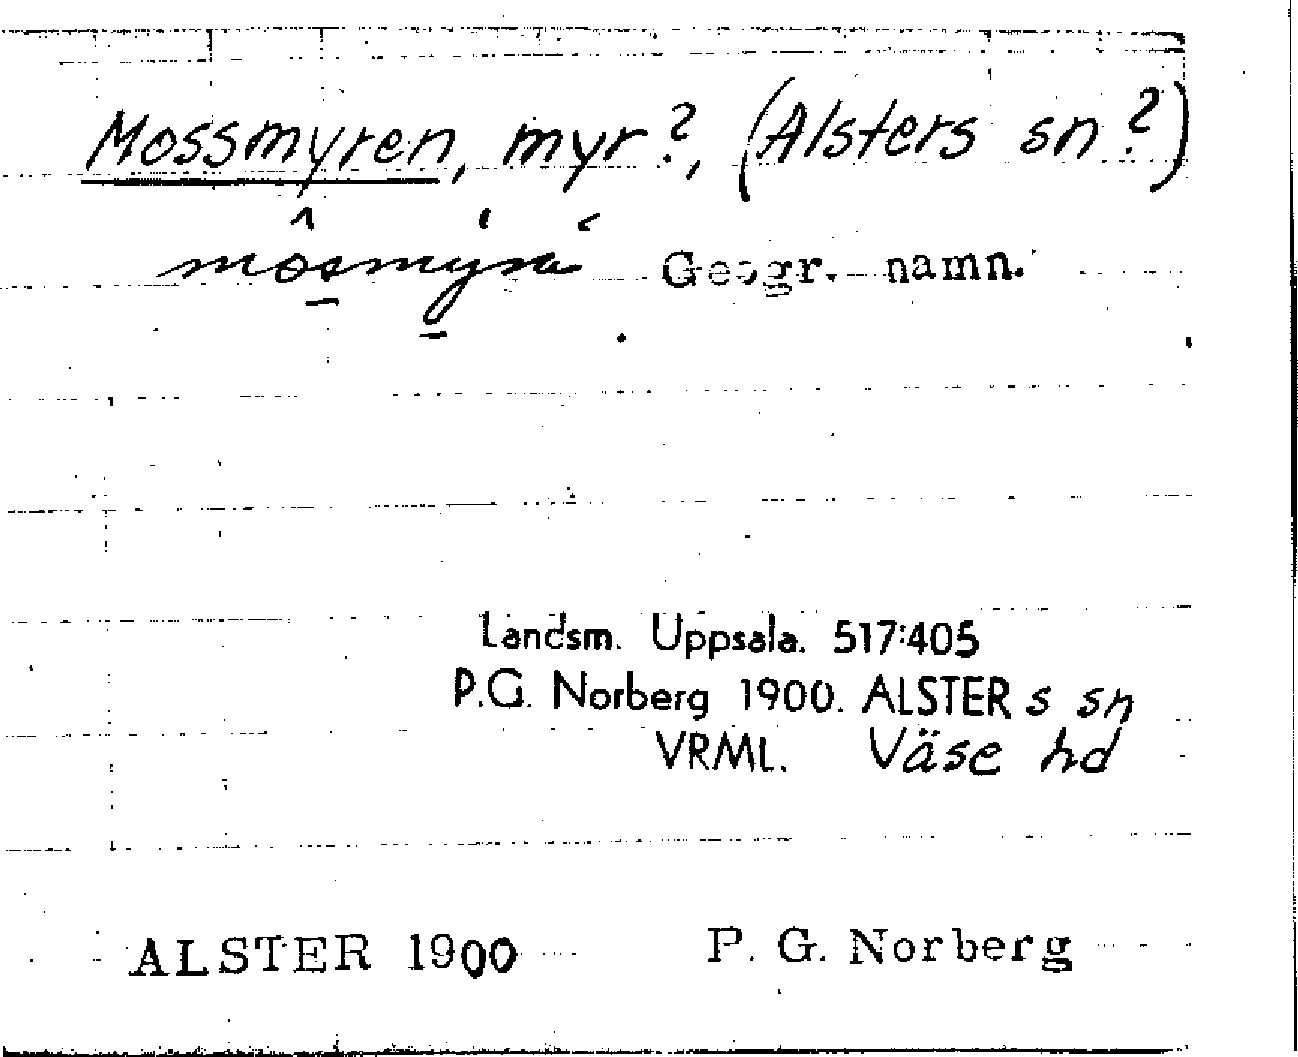 Mossmyren, myr?, (Alsters sn?)
Geogr. namn.
Landsm. Uppsala. 517:405
P.G. Norberg 1900. ALSTER s sn
VRML. Väse hd
ALSTER 1900 P. G. Norberg